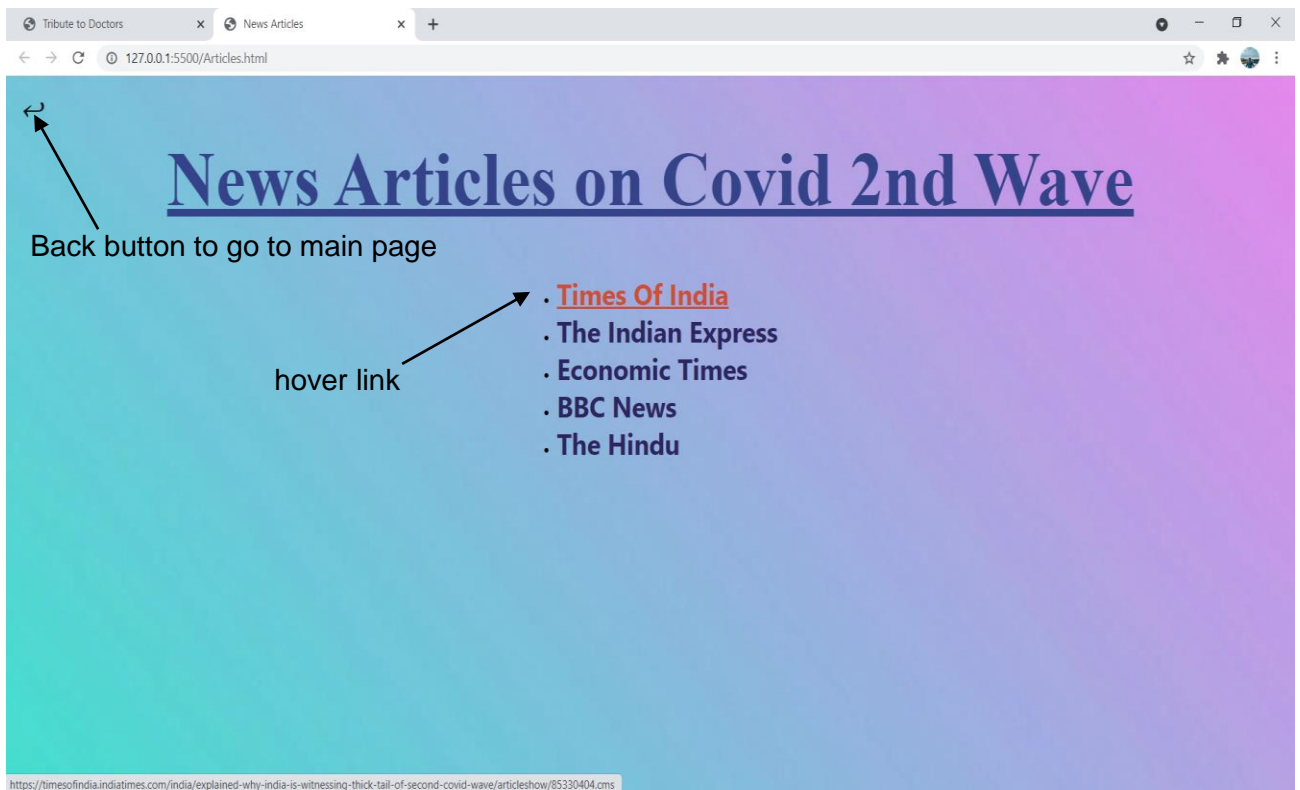 Tribute to Doctors
News Articles
127.0.0.1:5500/Articles.html
News Articles on Covid 2nd Wave
Back button to go to main page
• Times Of India
• The Indian Express
hover link
• Economic Times
• BBC News
• The Hindu
https://timesofindia.indiatimes.com/india/explained-why-india-is-witnessing-thick-tail-of-second-covid-wave/articleshow/85330404.cms